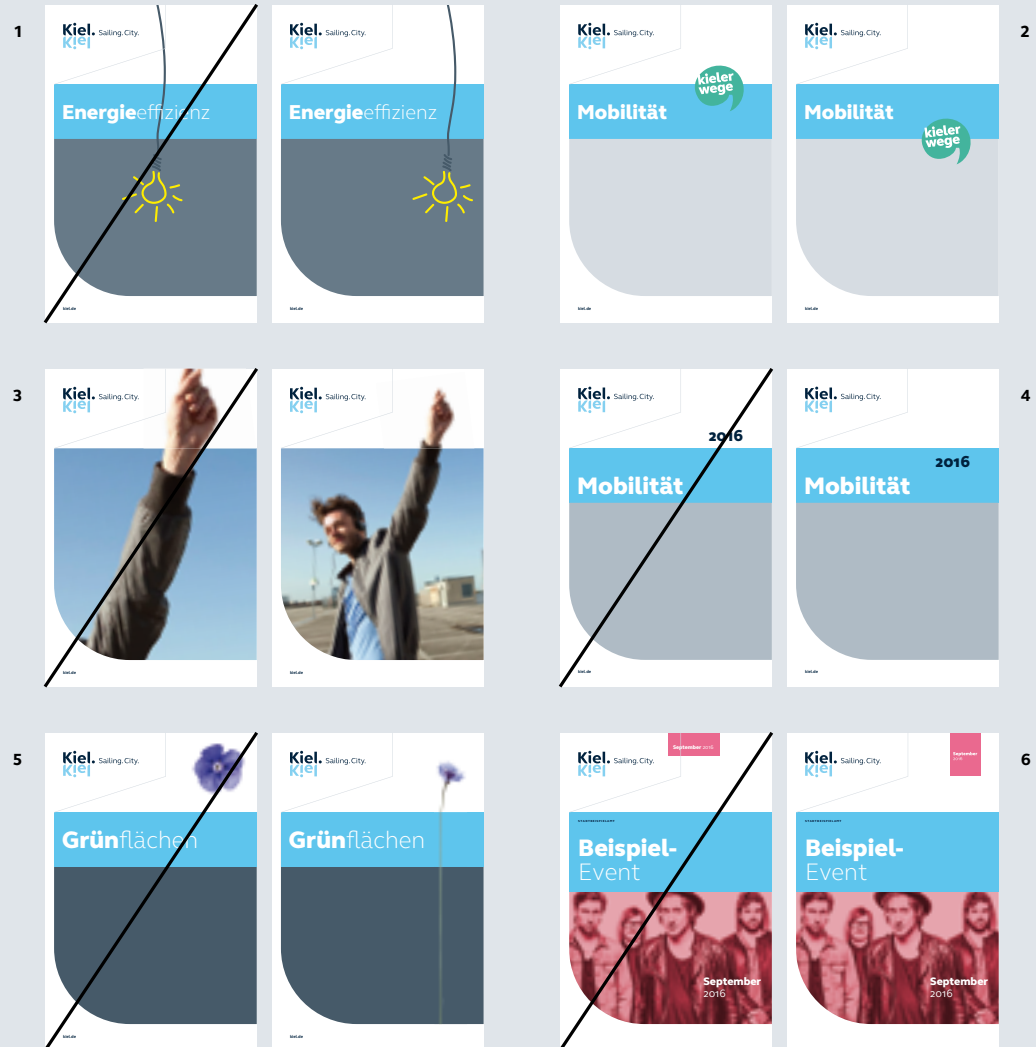 1
Kiel. Sailing.City.
Kiel
Energieeffizienz
kiel.de
Kiel. Sailing.City.
Kiel
Energieeffizienz
kiel.de
2
Kiel. Sailing.City.
Kiel
kieler
wege
Mobilität
kiel.de
Kiel. Sailing.City.
Kiel
Mobilität
kieler
wege
kiel.de
3
Kiel. Sailing.City.
Kiel
kiel.de
Kiel. Sailing.City.
Kiel
kiel.de
4
Kiel. Sailing.City.
Kiel
2016
Mobilität
kiel.de
Kiel. Sailing.City.
Kiel
2016
Mobilität
kiel.de
5
Kiel. Sailing.City.
Kiel
Grünflächen
kiel.de
Kiel. Sailing.City.
Kiel
Grünflächen
kiel.de
6
September 2016
Kiel. Sailing.City.
Kiel
Beispiel-
Event
September
2016
kiel.de
September
2016
Kiel. Sailing.City.
Kiel
Beispiel-
Event
September
2016
kiel.de